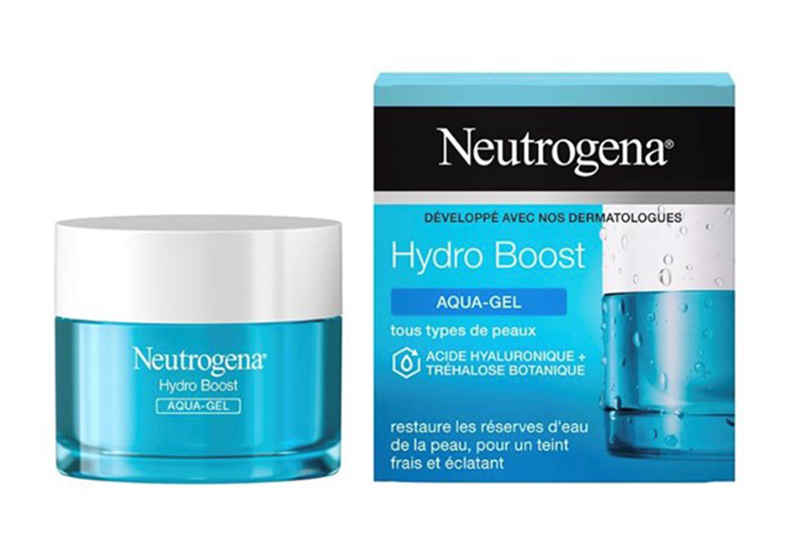 Neutrogena®
Hydro Boost
AQUA-GEL
Neutrogena®
DÉVELOPPÉ AVEC NOS DERMATOLOGUES
Hydro Boost
AQUA-GEL
tous types de peaux
ACIDE HYALURONIQUE +
TRÉHALOSE BOTANIQUE
restaure les réserves d'eau
de la peau, pour un teint
frais et éclatant